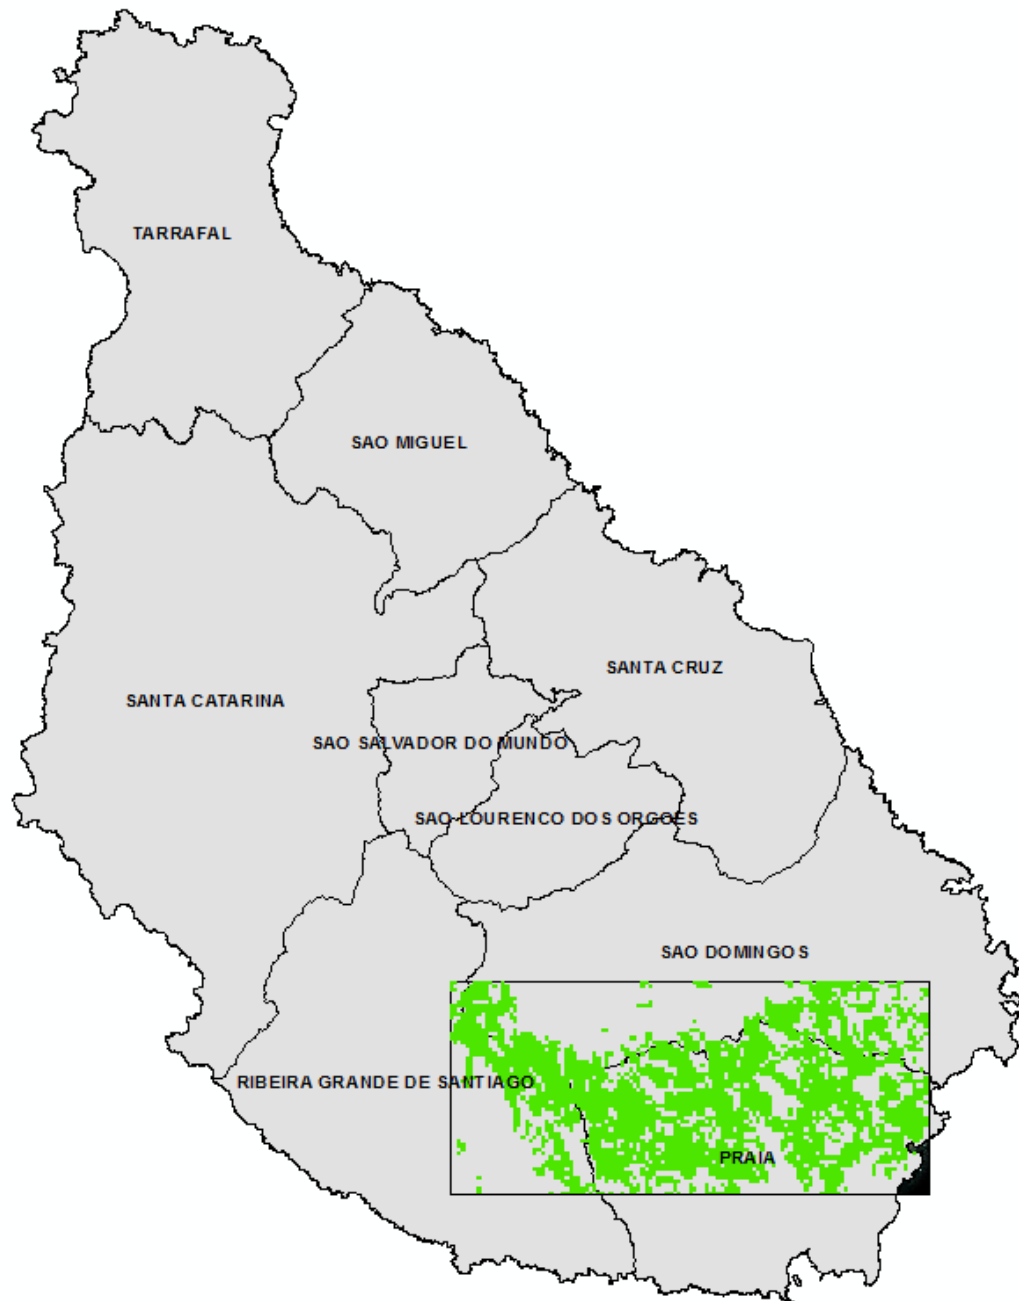 TARRAFAL
SAO MIGUEL
SANTA CRUZ
SANTA CATARINA
SAO SALVADOR DO MUNDO
SAO LOURENCO DOS ORGOES
SAO DOMINGOS
RIBEIRA GRANDE DE SANTIAGO
PRAIA